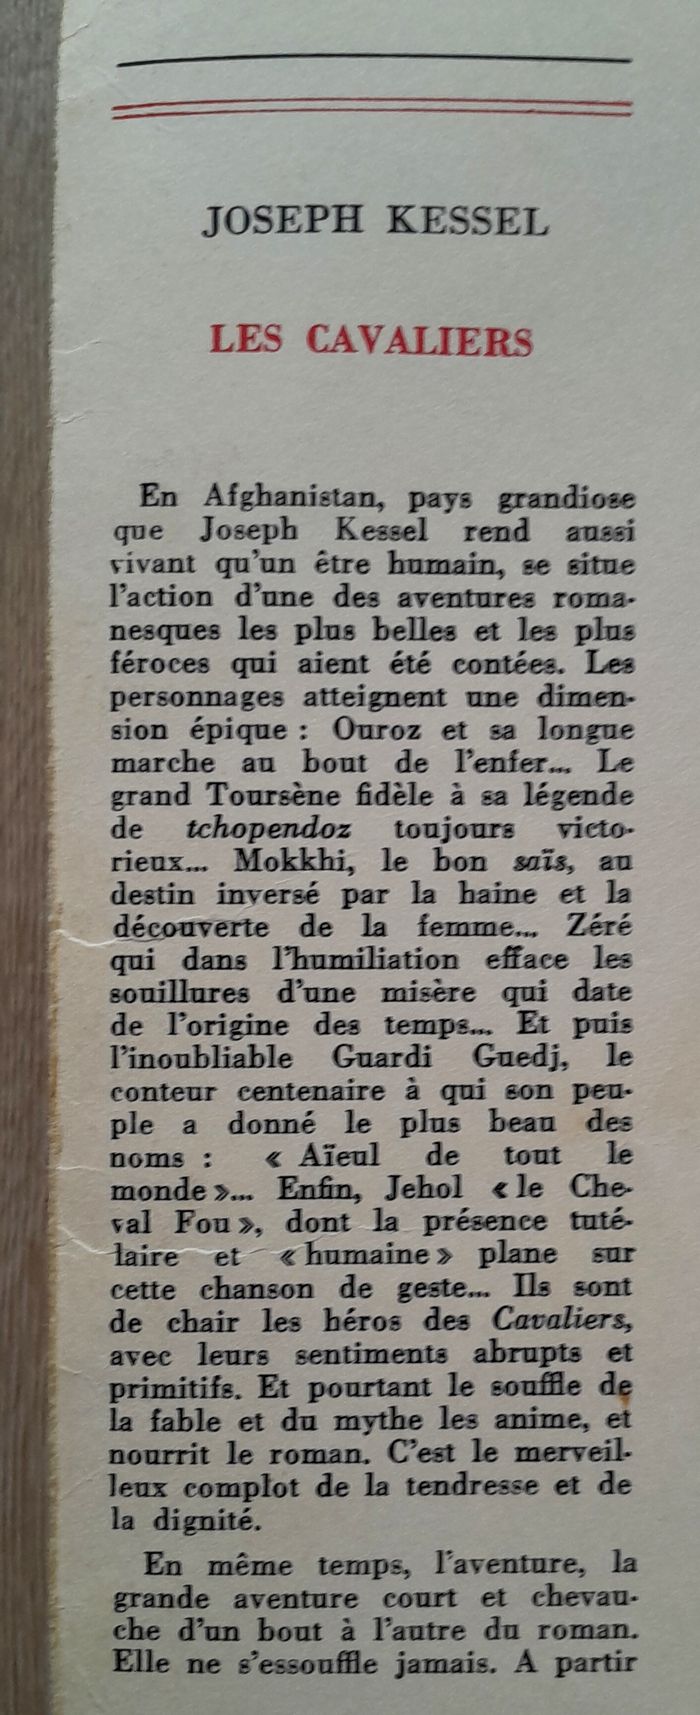 JOSEPH KESSEL
LES CAVALIERS
En Afghanistan, pays grandiose
que Joseph Kessel rend aussi
vivant qu'un être humain, se situe
l'action d'une des aventures roma-
nesques les plus belles et les plus
féroces qui aient été contées. Les
personnages atteignent une dimen-
sion épique : Ouroz et sa longue
marche au bout de l'enfer... Le
grand Toursène fidèle à sa légende
de tchopendoz toujours victo-
rieux... Mokkhi, le bon saïs, au
destin inversé par la haine et la
découverte de la femme... Zéré
qui dans l'humiliation efface les
souillures d'une misère qui date
de l'origine des temps... Et puis
l'inoubliable Guardi Guedj, le
conteur centenaire à qui son peu-
ple a donné le plus beau des
noms : « Aïeul de tout le
monde »... Enfin, Jehol « le Che-
val Fou », dont la présence tuté-
laire et « humaine » plane sur
cette chanson de geste... Ils sont
de chair les héros des Cavaliers,
avec leurs sentiments abrupts et
primitifs. Et pourtant le souffle de
la fable et du mythe les anime, et
nourrit le roman. C'est le merveil-
leux complot de la tendresse et de
la dignité.
En même temps, l'aventure, la
grande aventure court et chevau-
che d'un bout à l'autre du roman.
Elle ne s'essouffle jamais. A partir